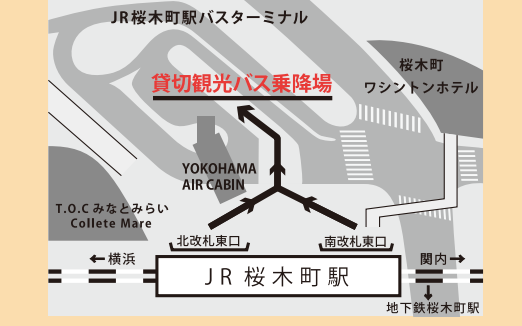 JR桜木町駅バスターミナル
桜木町
ワシントンホテル
貸切観光バス乗降場
YOKOHAMA
AIR CABIN
T.O.Cみなとみらい
Collete Mare
北改札東口
南改札東口
横浜
関内
JR桜木町駅
地下鉄桜木町駅